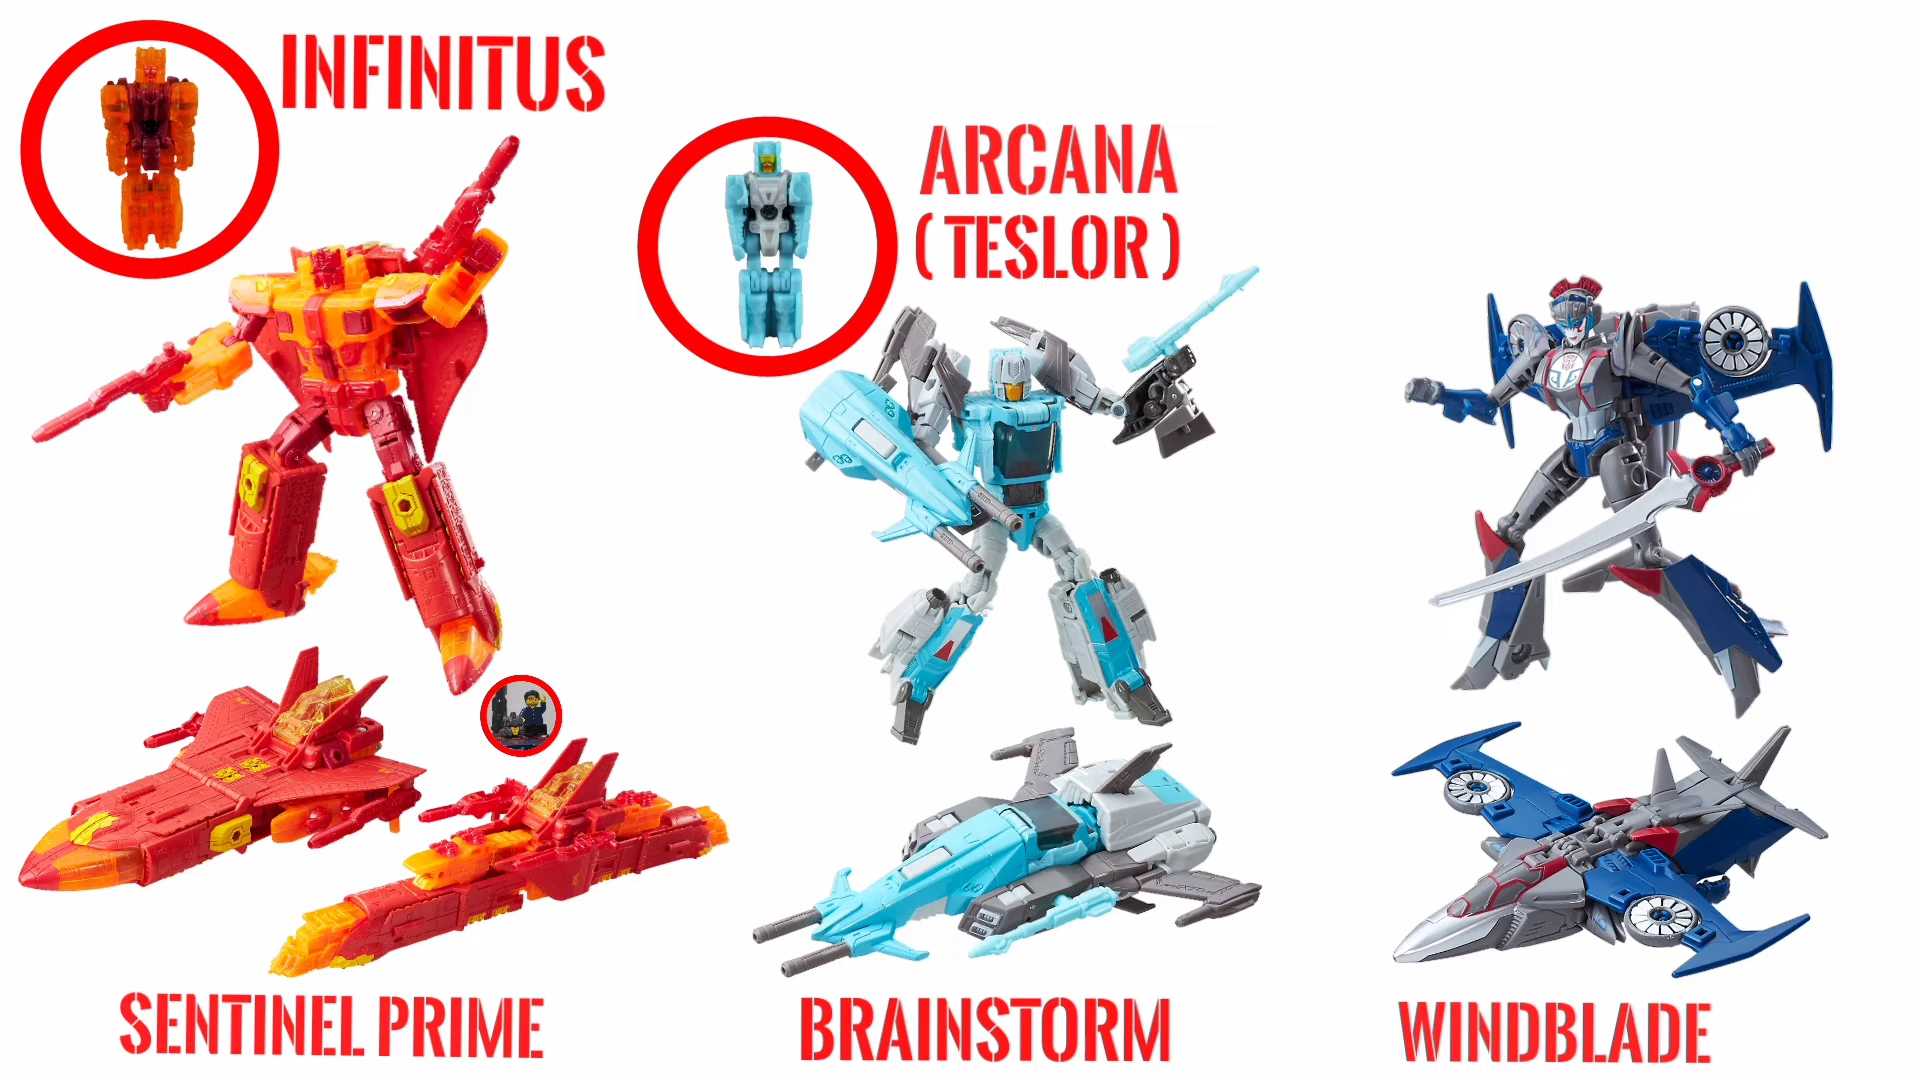 INFINITUS
ARCANA
( TESLOR )
SENTINEL PRIME
BRAINSTORM
WINDBLADE